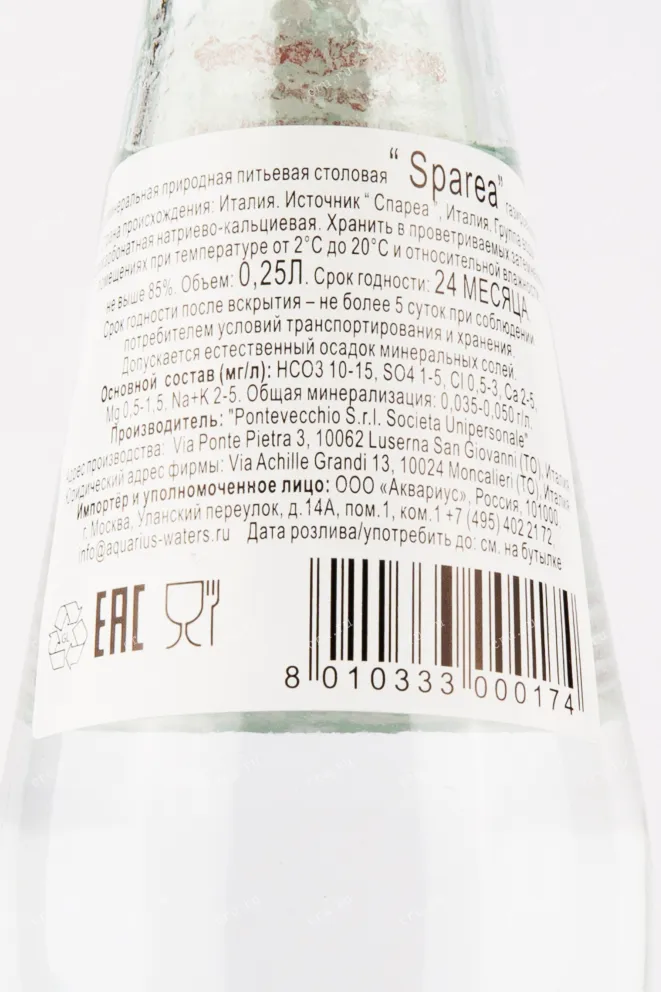 минеральная природная питьевая столовая “ Sparea”
происхождения: Италия. Источник “ Спареа ”, Италия. Группа
натриево-кальциевая. Хранить в проветриваемых
помещениях при температуре от 2°С до 20°С и относительной влажности
не выше 85%. Объем: 0,25Л. Срок годности: 24 МЕСЯЦА.
Срок годности после вскрытия – не более 5 суток при соблюдении
потребителем условий транспортирования и хранения.
Допускается естественный осадок минеральных солей.
Основной состав (мг/л): HCO3 10-15, SO4 1-5, Cl 0,5-3, Ca 2-5,
Mg 0,5-1,5, Na+K 2-5. Общая минерализация: 0,035-0,050 г/л.
Производитель: "Pontevecchio S.r.l. Societa Unipersonale"
Адрес производства: Via Ponte Pietra 3, 10062 Luserna San Giovanni (TO), Италия
Юридический адрес фирмы: Via Achille Grandi 13, 10024 Moncalieri (TO), Италия
Импортёр и уполномоченное лицо: ООО «Аквариус», Россия, 101000,
г. Москва, Уланский переулок, д.14А, пом.1, ком.1 +7 (495) 402 21 72,
info@aquarius-waters.ru Дата розлива/употребить до: см. на бутылке
GL EAC
8 010333 000174